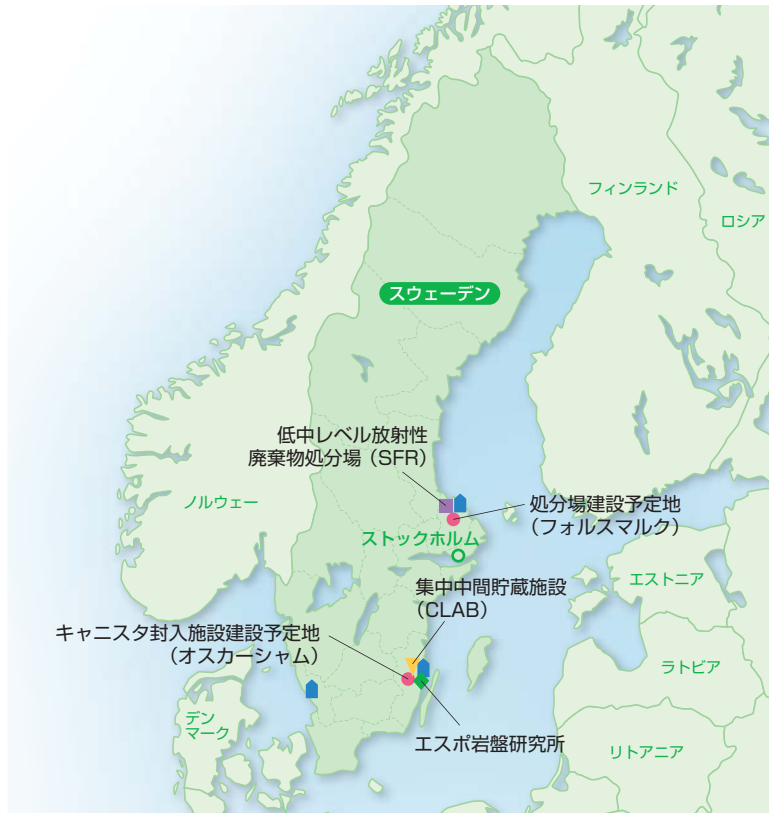 フィンランド
ロシア
スウェーデン
低中レベル放射性
廃棄物処分場（SFR）
ノルウェー
処分場建設予定地
（フォルスマルク）
ストックホルム
エストニア
集中中間貯蔵施設
（CLAB）
キャニスタ封入施設建設予定地
（オスカーシャム）
ラトビア
デン
マーク
エスポ岩盤研究所
リトアニア